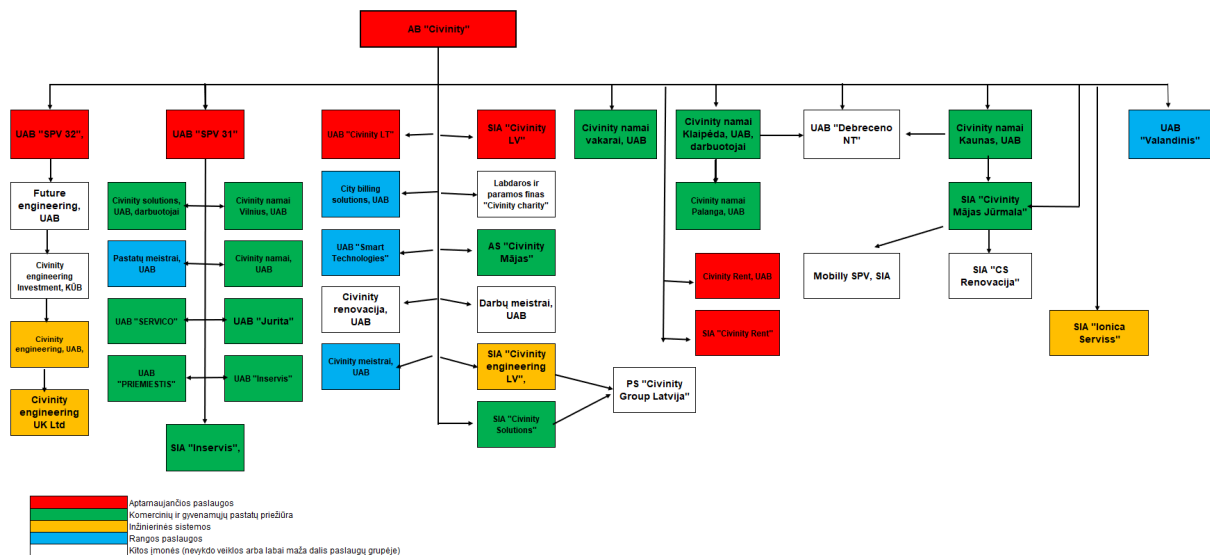 AB "Civinity"
UAB "SPV 32",
UAB "SPV 31"
UAB "Civinity LT"
SIA "Civinity
LV"
Civinity namai
vakarai, UAB
Civinity namai
Klaipėda, UAB,
darbuotojai
UAB "Debreceno
NT"
Civinity namai
Kaunas, UAB
UAB
"Valandinis"
Future
engineering,
UAB
Civinity solutions,
UAB, darbuotojai
Civinity namai
Vilnius, UAB
City billing
solutions, UAB
Labdaros ir
paramos finas
"Civinity charity"
Civinity namai
Palanga, UAB
SIA "Civinity
Mājas Jūrmala"
Civinity
engineering
Investment, KŪB
Pastatų meistrai,
UAB
Civinity namai,
UAB
UAB "Smart
Technologies"
AS "Civinity
Mājas"
Civinity Rent, UAB
Mobilly SPV, SIA
SIA "CS
Renovacija"
Civinity
engineering, UAB,
UAB "SERVICO"
UAB "Jurita"
Civinity
renovacija,
UAB
Darbų meistrai,
UAB
SIA "Civinity Rent"
SIA "Ionica
Serviss"
Civinity
engineering
UK Ltd
UAB
"PRIEMIESTIS"
UAB "Inservis"
Civinity meistrai,
UAB
SIA "Civinity
engineering
LV",
PS "Civinity
Group Latvija"
SIA "Inservis",
SIA "Civinity
Solutions"
Aptarnaujančios paslaugos
Komercinių ir gyvenamųjų pastatų priežiūra
Inžinierinės sistemos
Rangos paslaugos
Kitos įmonės (nevykdo veiklos arba labai maža dalis paslaugų grupėje)